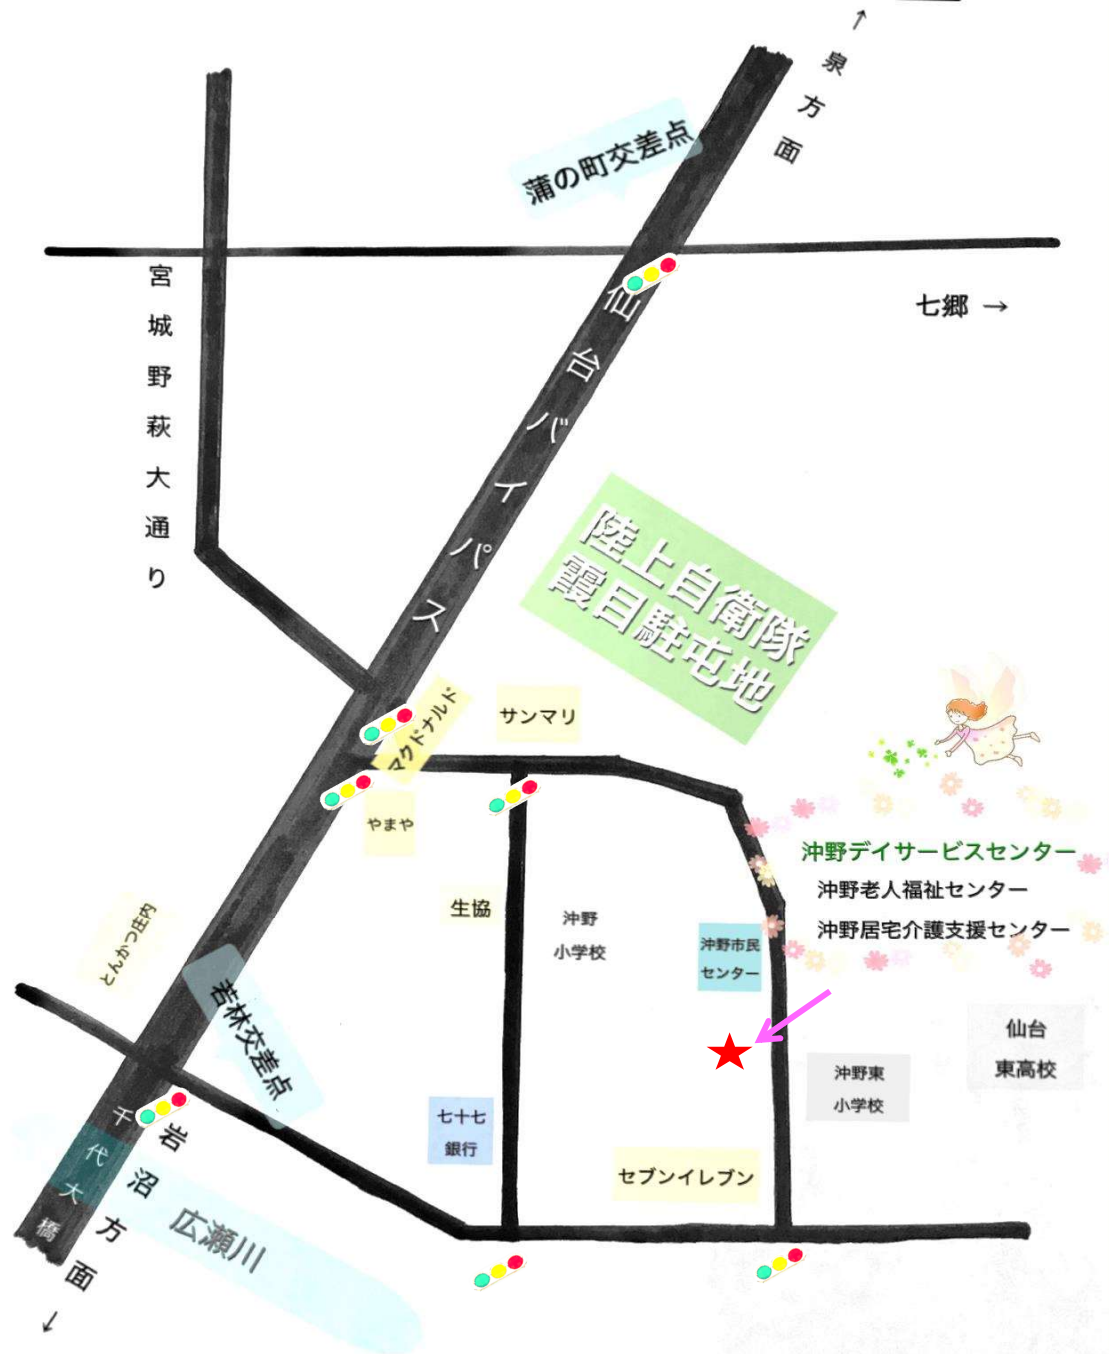 ↑
泉方面
蒲の町交差点
宮城野萩大通り
七郷 →
仙台バイパス
陸上自衛隊
霞目駐屯地
マクドナルド
サンマリ
やまや
沖野デイサービスセンター
沖野老人福祉センター
沖野居宅介護支援センター
生協
沖野
小学校
沖野市民
センター
とんかつ庄内
若林交差点
仙台
東高校
沖野東
小学校
七十七
銀行
セブンイレブン
千代大橋
岩沼方面
↓
広瀬川